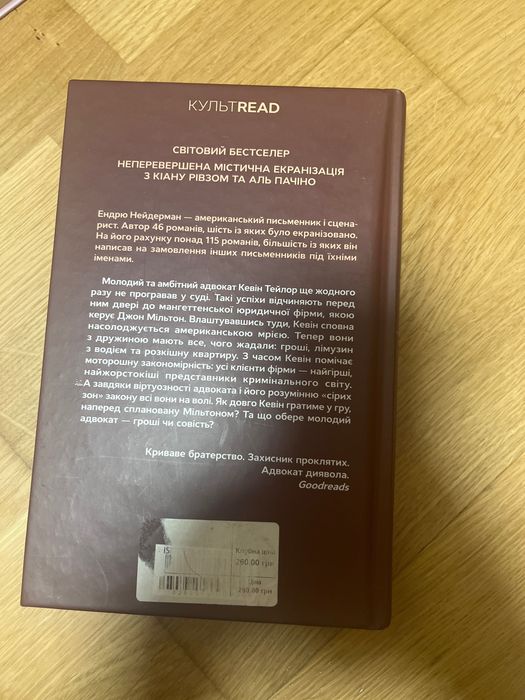 КУЛЬТREAD
СВІТОВИЙ БЕСТСЕЛЕР
НЕПЕРЕВЕРШЕНА МІСТИЧНА ЕКРАНІЗАЦІЯ
З КІАНУ РІВЗОМ ТА АЛЬ ПАЧІНО
Ендрю Нейдерман — американський письменник і сцена-
рист. Автор 46 романів, шість із яких було екранізовано.
На його рахунку понад 115 романів, більшість із яких він
написав на замовлення інших письменників під їхніми
іменами.
Молодий та амбітний адвокат Кевін Тейлор ще жодного
разу не програвав у суді. Такі успіхи відчиняють перед
ним двері до мангеттенської юридичної фірми, якою
керує Джон Мільтон. Влаштувавшись туди, Кевін сповна
насолоджується американською мрією. Тепер вони
з дружиною мають все, чого жадали: гроші, лімузин
з водієм та розкішну квартиру. З часом Кевін помічає
моторошну закономірність: усі клієнти фірми — найгірші,
найжорстокіші представники кримінального світу.
А завдяки віртуозності адвоката і його розумінню «сірих
зон» закону всі вони на волі. Як довго Кевін гратиме у гру,
наперед сплановану Мільтоном? Та що обере молодий
адвокат — гроші чи совість?
Криваве братерство. Захисник проклятих.
Адвокат диявола.
Goodreads
260.00 грн
290.00 грн